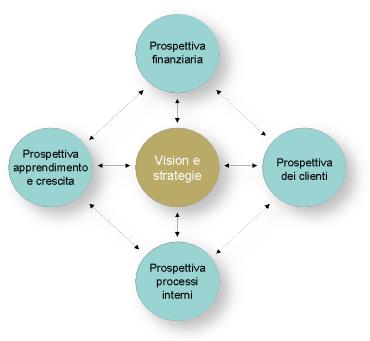 Prospettiva
finanziaria
Prospettiva
apprendimento
e crescita
Vision e
strategie
Prospettiva
dei clienti
Prospettiva
processi
interni